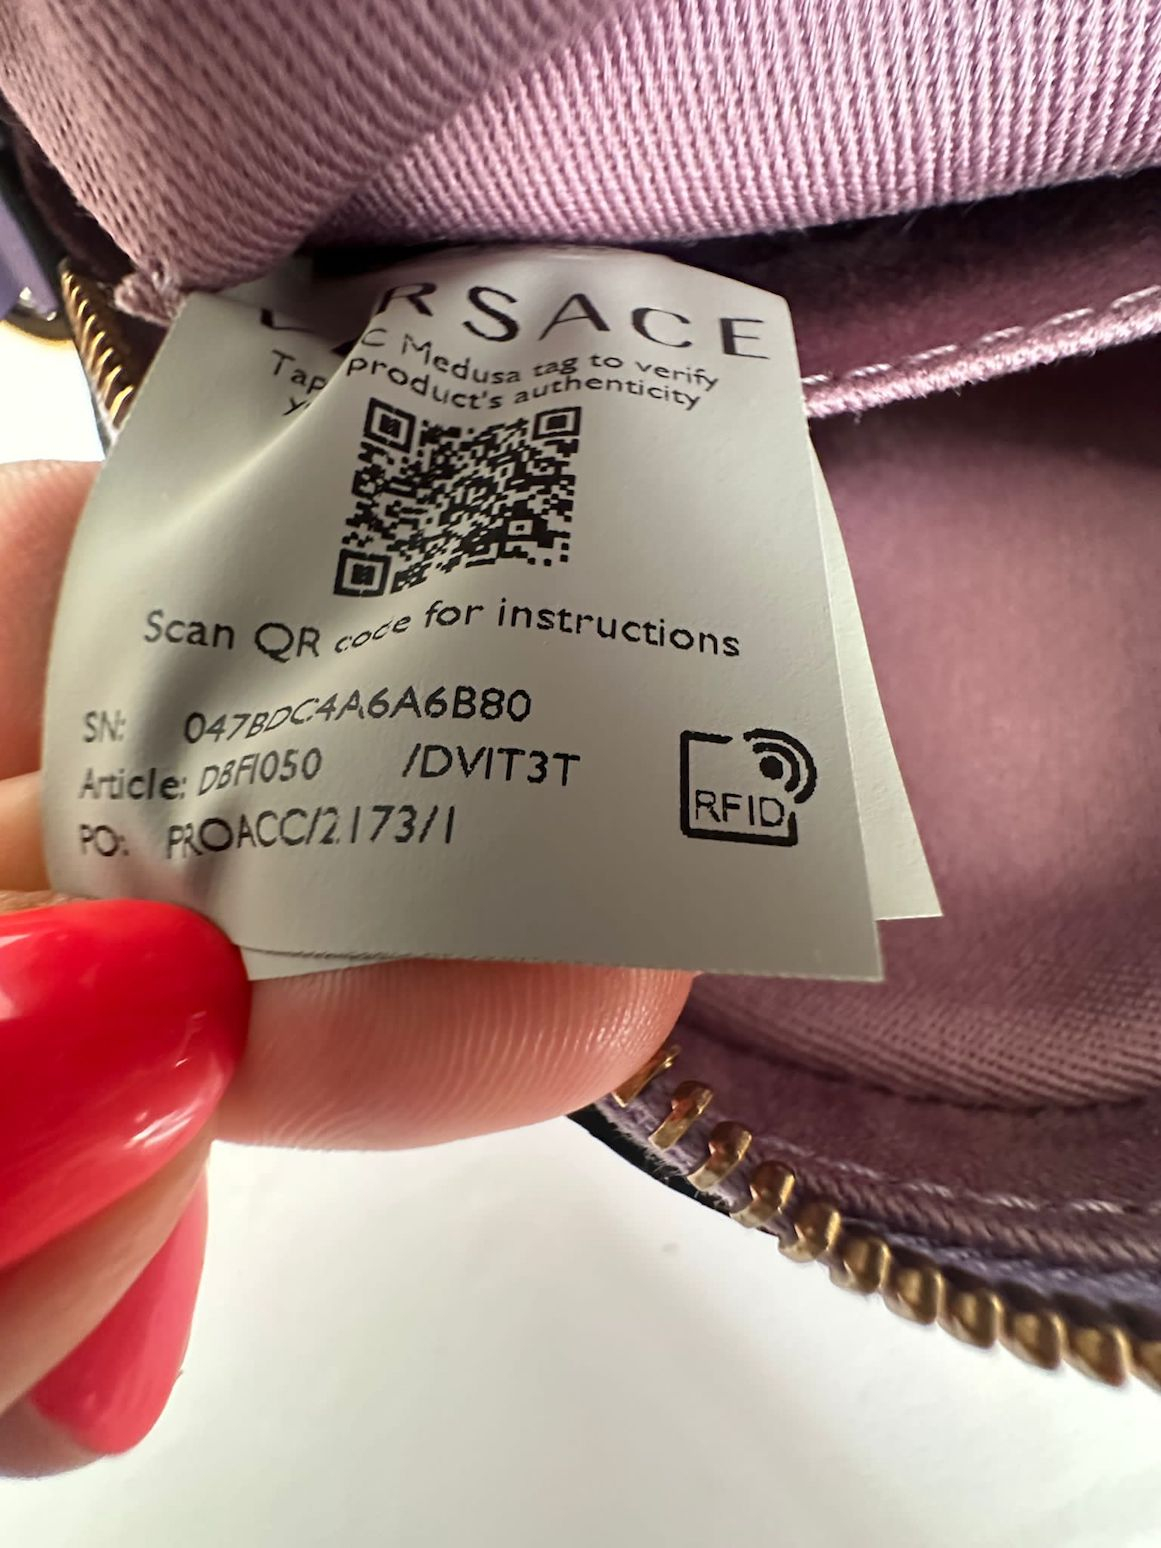 RSACE
Tap C Medusa tag to verify
product's authenticity
Scan QR code for instructions
SN: 047BDC4A6A6B80
Article: DBFI050 /DVIT3T
PO: PROACC/2173/1
RFID